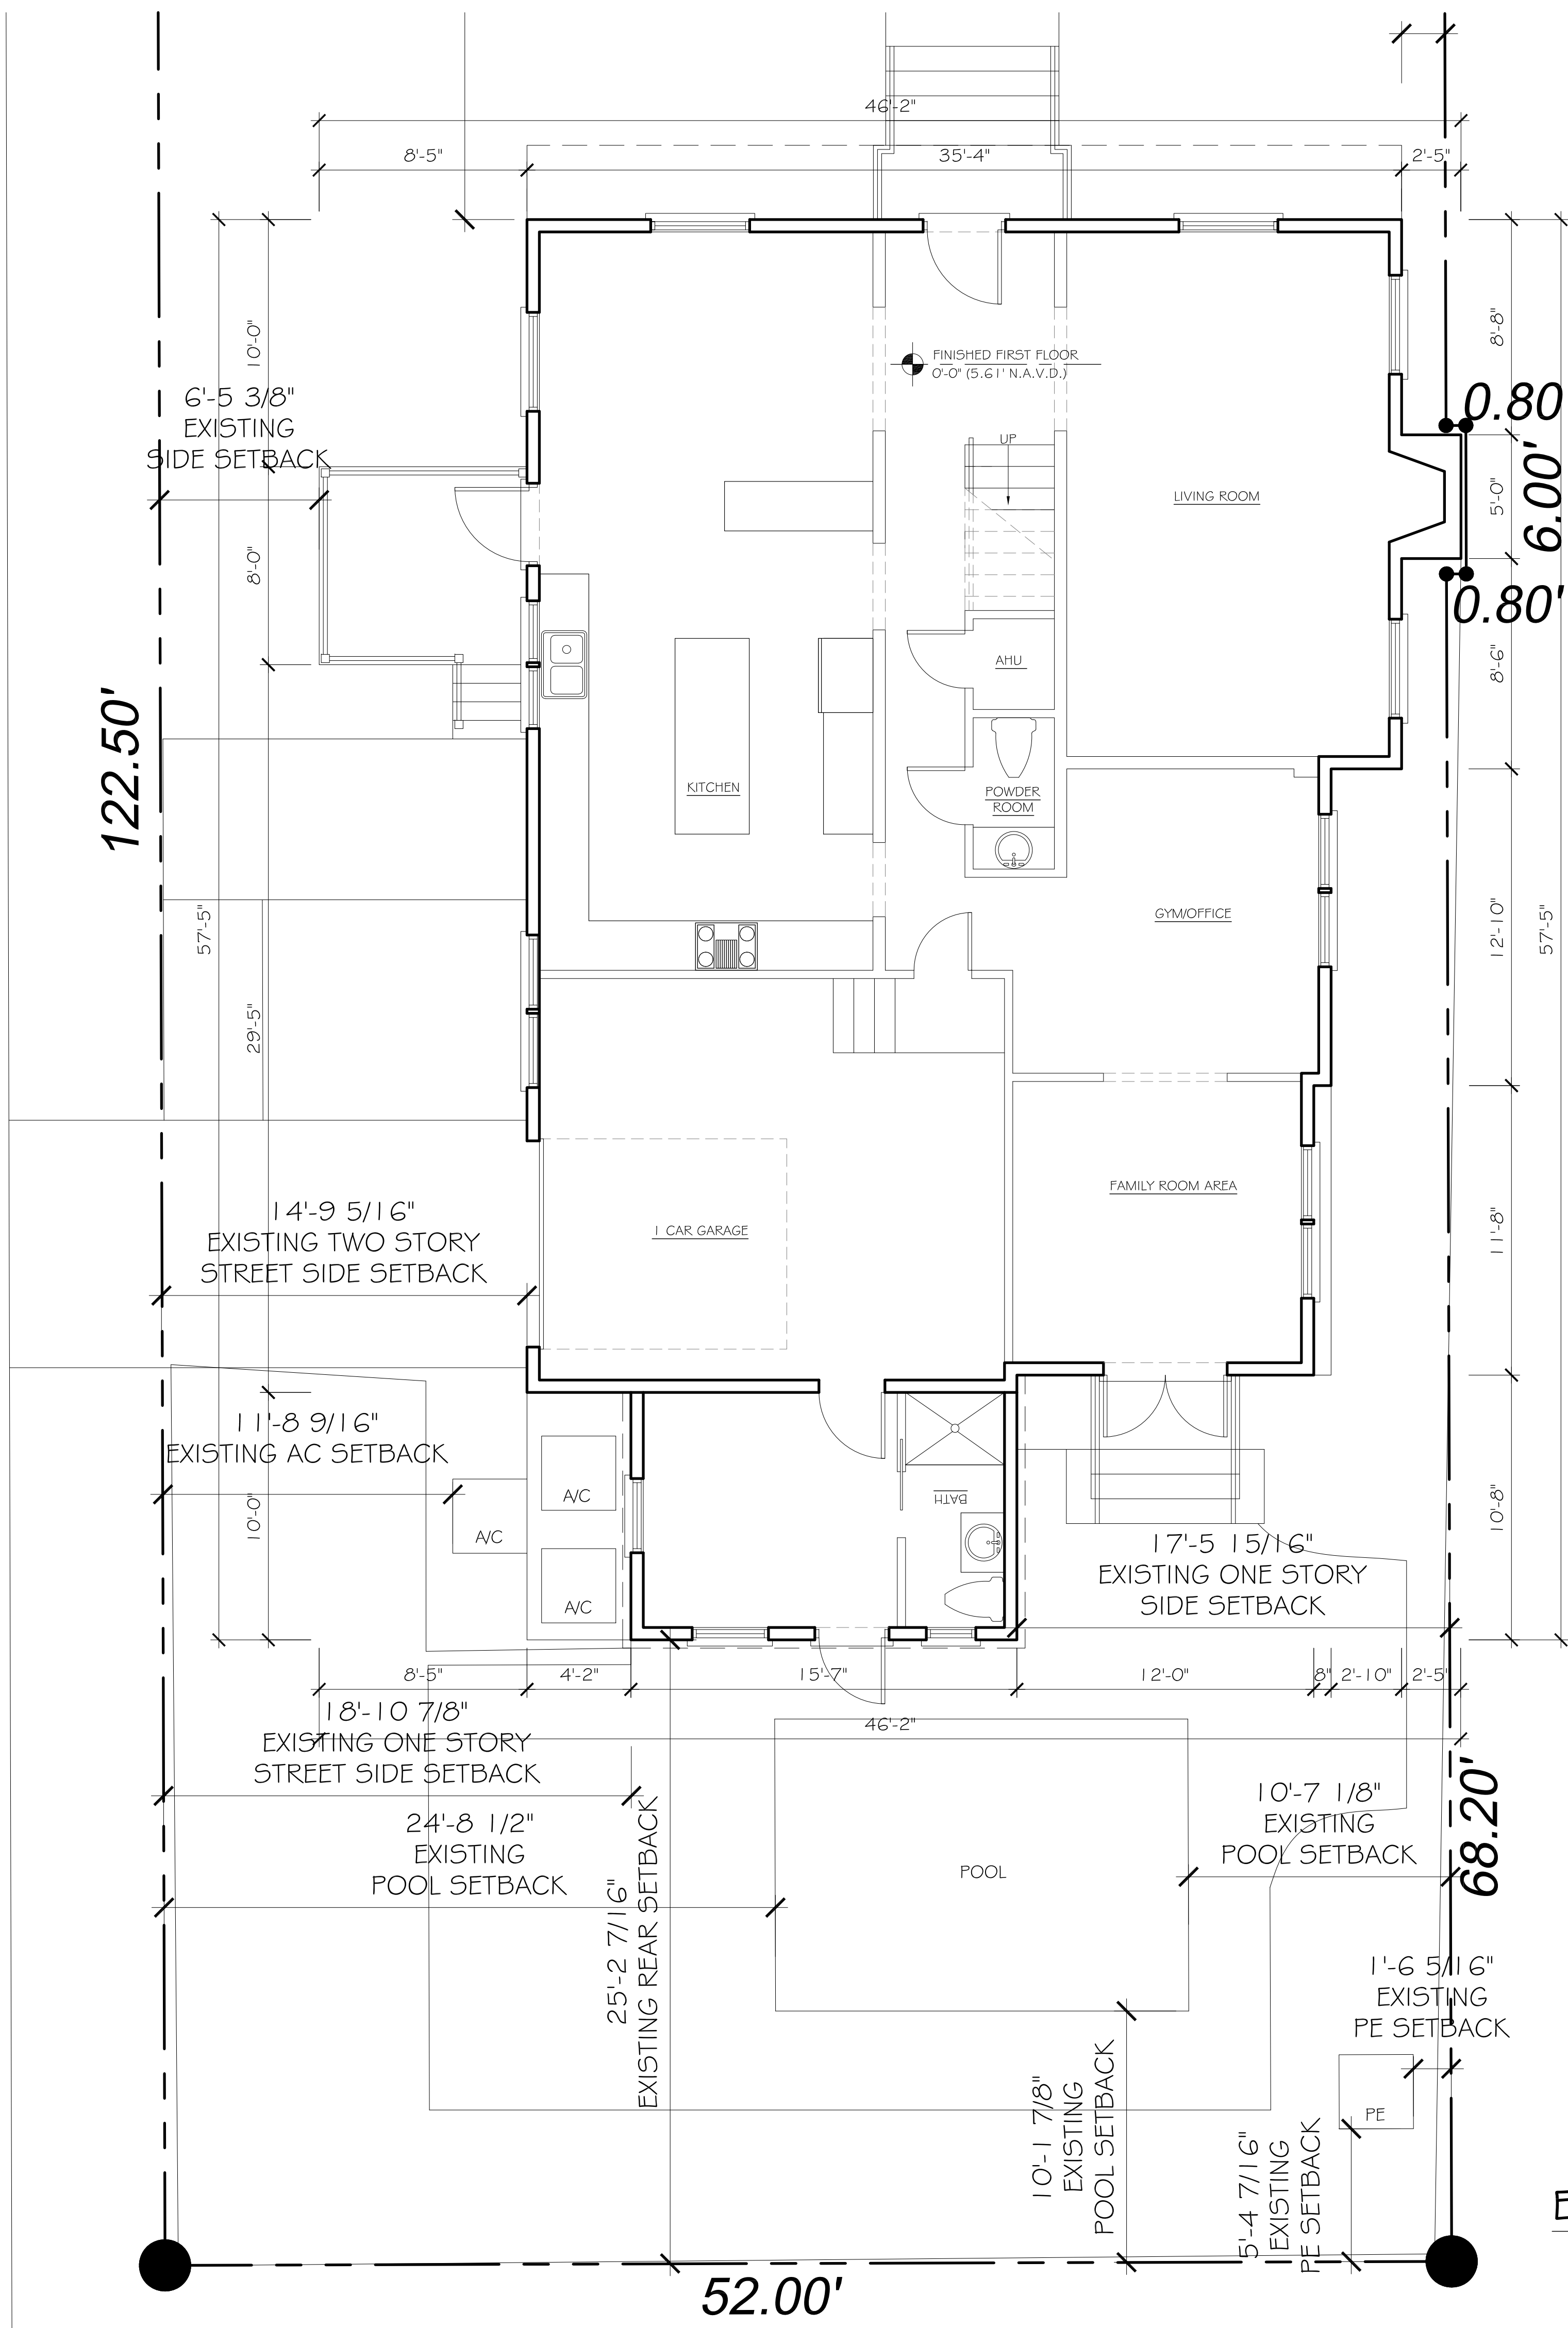 46'-2"
8'-5"
35'-4"
2'-5"
10'-0"
8'-8"
FINISHED FIRST FLOOR
0'-0" (5.61' N.A.V.D.)
6'-5 3/8"
EXISTING
SIDE SETBACK
0.80
UP
LIVING ROOM
5'-0"
6.00'
8'-0"
0.80'
AHU
8'-6"
122.50'
KITCHEN
POWDER
ROOM
57'-5"
GYM/OFFICE
12'-10"
57'-5"
29'-5"
14'-9 5/16"
EXISTING TWO STORY
STREET SIDE SETBACK
1 CAR GARAGE
FAMILY ROOM AREA
11'-8"
11'-8 9/16"
EXISTING AC SETBACK
10'-0"
A/C
A/C
A/C
BATH
10'-8"
17'-5 15/16"
EXISTING ONE STORY
SIDE SETBACK
8'-5"
4'-2"
15'-7"
12'-0"
8"
2'-10"
2'-5"
46'-2"
18'-10 7/8"
EXISTING ONE STORY
STREET SIDE SETBACK
24'-8 1/2"
EXISTING
POOL SETBACK
25'-2 7/16"
EXISTING REAR SETBACK
POOL
10'-7 1/8"
EXISTING
POOL SETBACK
68.20'
1'-6 5/16"
EXISTING
PE SETBACK
PE
10'-1 7/8"
EXISTING
POOL SETBACK
5'-4 7/16"
EXISTING
PE SETBACK
52.00'